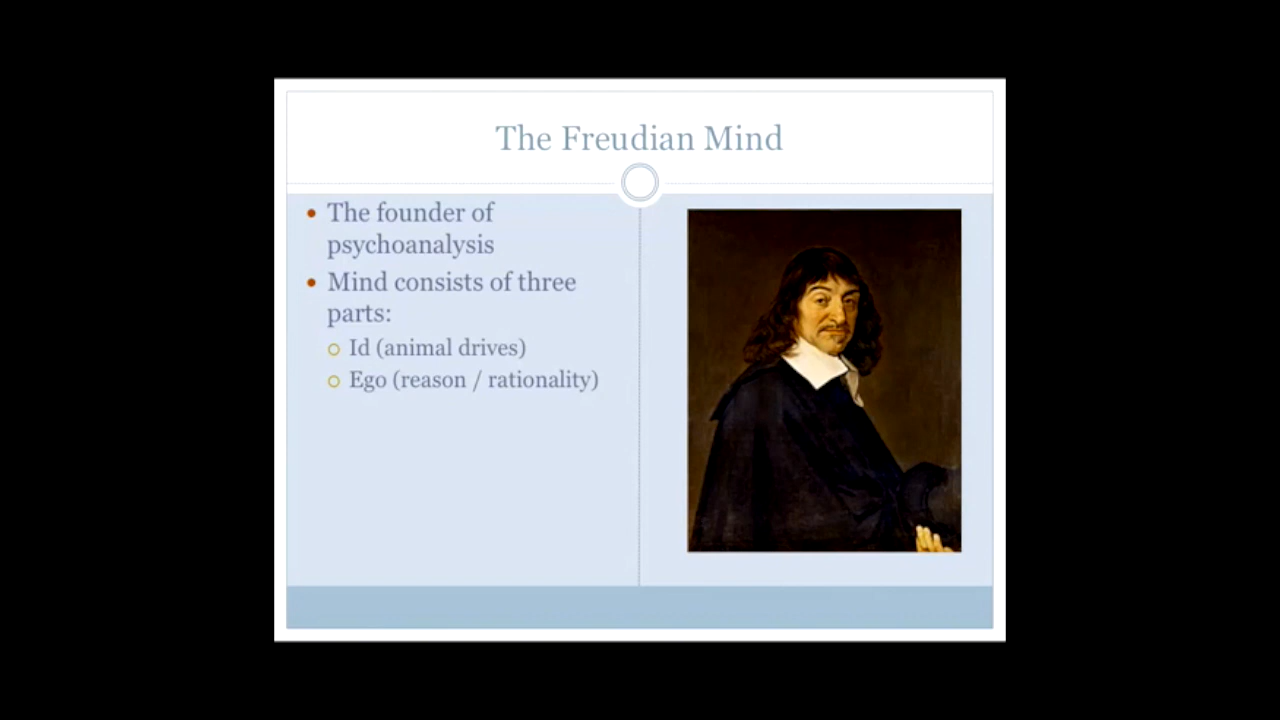 The Freudian Mind
The founder of
psychoanalysis
Mind consists of three
parts:
Id (animal drives)
Ego (reason / rationality)